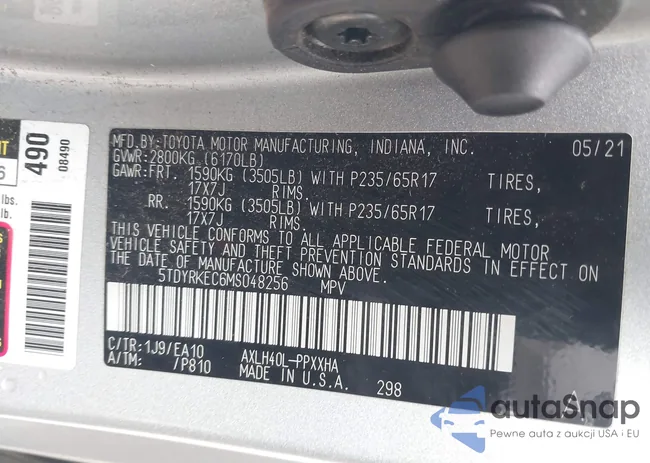 490
08490
lbs.
lb.
MFD.BY:TOYOTA MOTOR MANUFACTURING, INDIANA, INC. 05/21
GVWR:2800KG (6170LB)
GAWR:FRT. 1590KG (3505LB) WITH P235/65R17 TIRES,
17X7J RIMS.
RR. 1590KG (3505LB) WITH P235/65R17 TIRES,
17X7J RIMS.
THIS VEHICLE CONFORMS TO ALL APPLICABLE FEDERAL MOTOR
VEHICLE SAFETY AND THEFT PREVENTION STANDARDS IN EFFECT ON
THE DATE OF MANUFACTURE SHOWN ABOVE.
5TDYRKEC6MS048256 MPV
C/TR:1J9/EA10 AXLH40L-PPXXHA
A/TM: /P810 MADE IN U.S.A. 298 A
autoSnap
Pewne auta z aukcji USA i EU